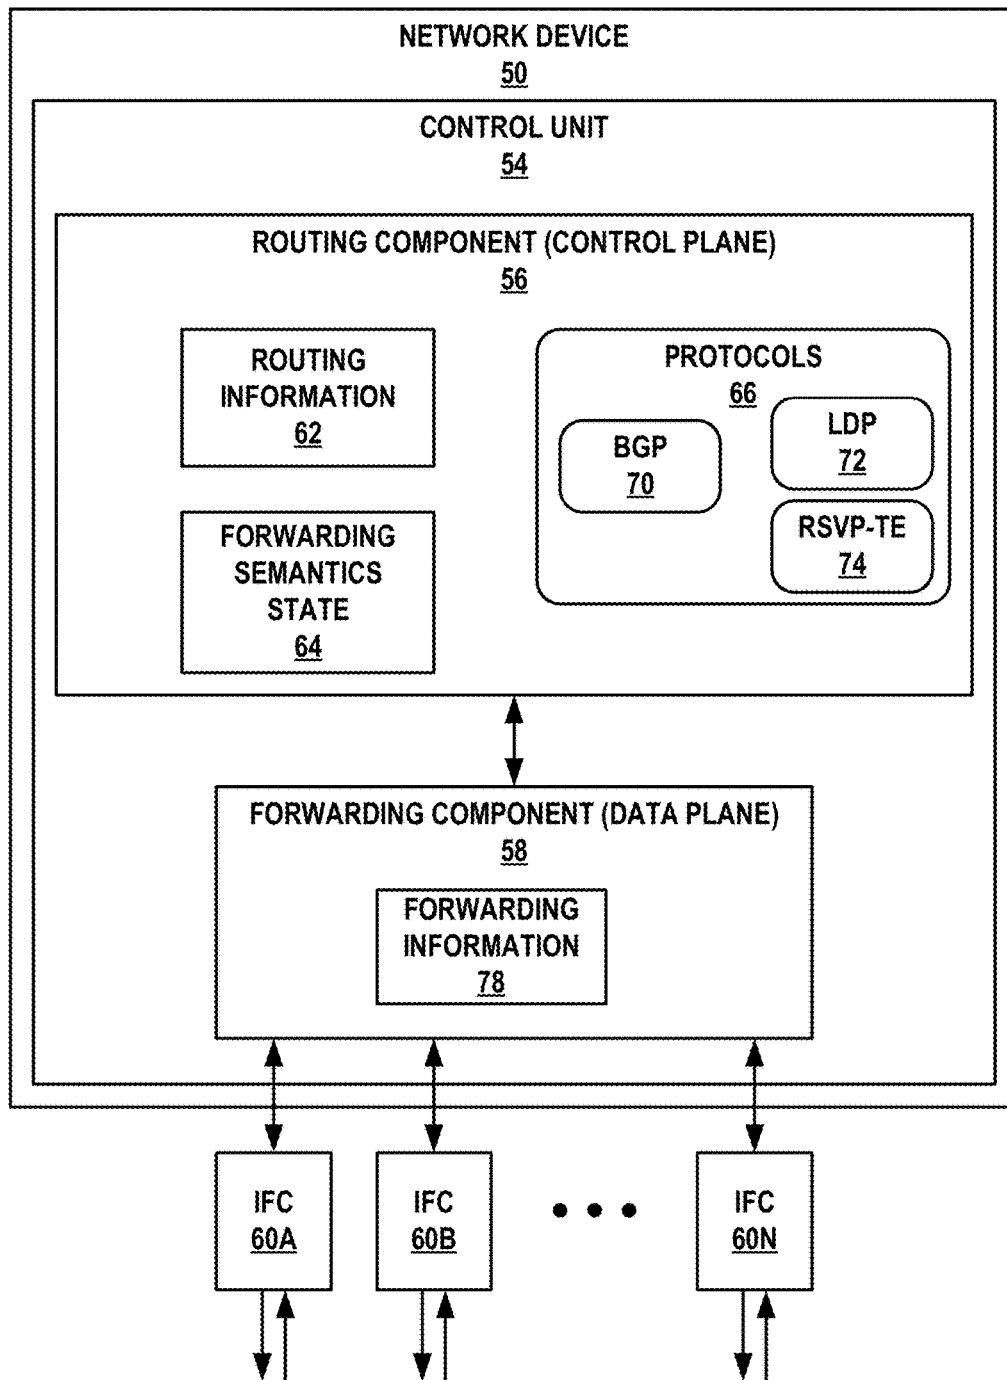 NETWORK DEVICE
50
CONTROL UNIT
54
ROUTING COMPONENT (CONTROL PLANE)
56
ROUTING
INFORMATION
62
FORWARDING
SEMANTICS
STATE
64
PROTOCOLS
66
BGP
70
LDP
72
RSVP-TE
74
FORWARDING COMPONENT (DATA PLANE)
58
FORWARDING
INFORMATION
78
IFC
60A
IFC
60B
IFC
60N